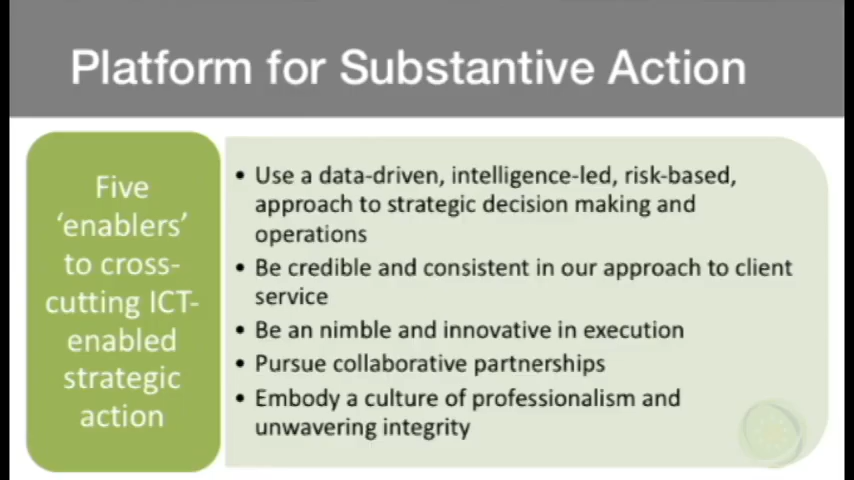 Platform for Substantive Action
Five
‘enablers’
to cross-
cutting ICT-
enabled
strategic
action
• Use a data-driven, intelligence-led, risk-based,
approach to strategic decision making and
operations
• Be credible and consistent in our approach to client
service
• Be an nimble and innovative in execution
• Pursue collaborative partnerships
• Embody a culture of professionalism and
unwavering integrity